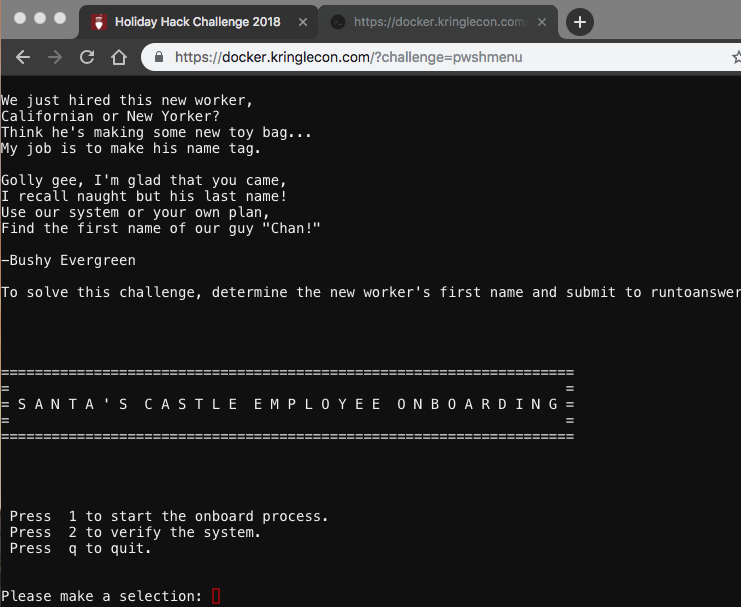 Holiday Hack Challenge 2018
https://docker.kringlecon.com
https://docker.kringlecon.com/?challenge=pwshmenu
We just hired this new worker,
Californian or New Yorker?
Think he's making some new toy bag...
My job is to make his name tag.
Golly gee, I'm glad that you came,
I recall naught but his last name!
Use our system or your own plan,
Find the first name of our guy "Chan!"
—Bushy Evergreen
To solve this challenge, determine the new worker's first name and submit to runtoanswer
==================================================================
= =
= S A N T A ' S  C A S T L E  E M P L O Y E E  O N B O A R D I N G =
= =
==================================================================
Press  1 to start the onboard process.
Press  2 to verify the system.
Press  q to quit.
Please make a selection: